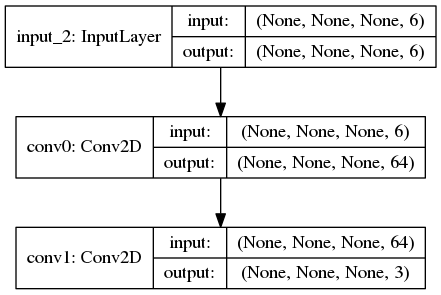 input_2: InputLayer
input:
(None, None, None, 6)
output:
(None, None, None, 6)
conv0: Conv2D
input:
(None, None, None, 6)
output:
(None, None, None, 64)
conv1: Conv2D
input:
(None, None, None, 64)
output:
(None, None, None, 3)